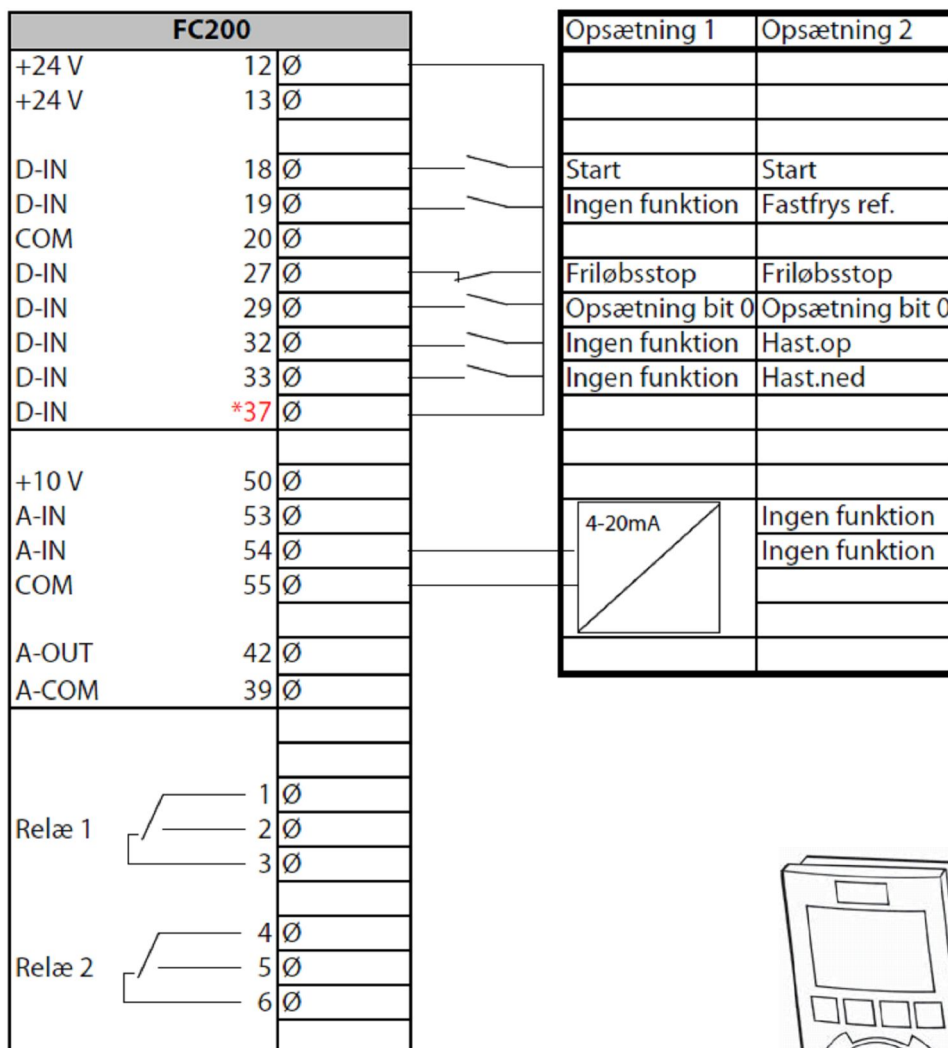 FC200
Opsætning 1 Opsætning 2
+24 V 12 Ø
+24 V 13 Ø
D-IN 18 Ø Start Start
D-IN 19 Ø Ingen funktion Fastfrys ref.
COM 20 Ø
D-IN 27 Ø Friløbsstop Friløbsstop
D-IN 29 Ø Opsætning bit 0 Opsætning bit 0
D-IN 32 Ø Ingen funktion Hast.op
D-IN 33 Ø Ingen funktion Hast.ned
D-IN *37 Ø
+10 V 50 Ø
A-IN 53 Ø 4-20mA Ingen funktion
A-IN 54 Ø Ingen funktion
COM 55 Ø
A-OUT 42 Ø
A-COM 39 Ø
1 Ø
Relæ 1 2 Ø
3 Ø
4 Ø
Relæ 2 5 Ø
6 Ø